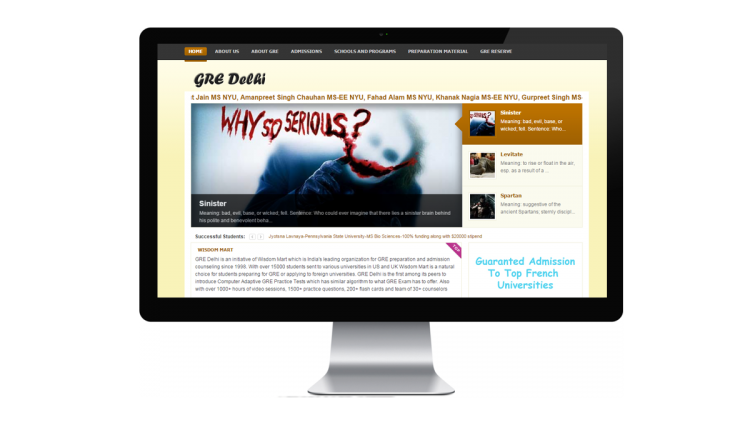 HOME ABOUT US ABOUT GRE ADMISSIONS SCHOOLS AND PROGRAMS PREPARATION MATERIAL GRE RESERVE
GRE Delhi
Jain MS NYU, Amanpreet Singh Chauhan MS-EE NYU, Fahad Alam MS NYU, Khanak Nagia MS-EE NYU, Gurpreet Singh MS-
WHY SO SERIOUS?
Sinister
Meaning: bad, evil, base, or wicked; fell. Sentence: Who could ever imagine that there lies a sinister brain behind
his polite and benevolent beha...
Sinister
Meaning: bad, evil, base, or
wicked; fell. Sentence: Who...
Levitate
Meaning: to rise or float in the air,
esp. as a result of a ...
Spartan
Meaning: suggestive of the
ancient Spartans; sternly discipl...
Successful Students: -Pennsylvania State University-MS Bio Sciences-100% funding along with $20000 stipend
WISDOM MART
GRE Delhi is an initiative of Wisdom Mart which is India's leading organization for GRE preparation and admission
counseling since 1998. With over 15000 students sent to various universities in US and UK Wisdom Mart is a natural
choice for students preparing for GRE or applying to foreign universities. GRE Delhi is the first among its peers to
introduce Computer Adaptive GRE Practice Tests which has similar algorithm to what GRE Exam has to offer. Also
with over 1000+ hours of video sessions, 1500+ practice questions, 200+ flash cards and team of 30+ counselors
Guaranted Admission
To Top French
Universities